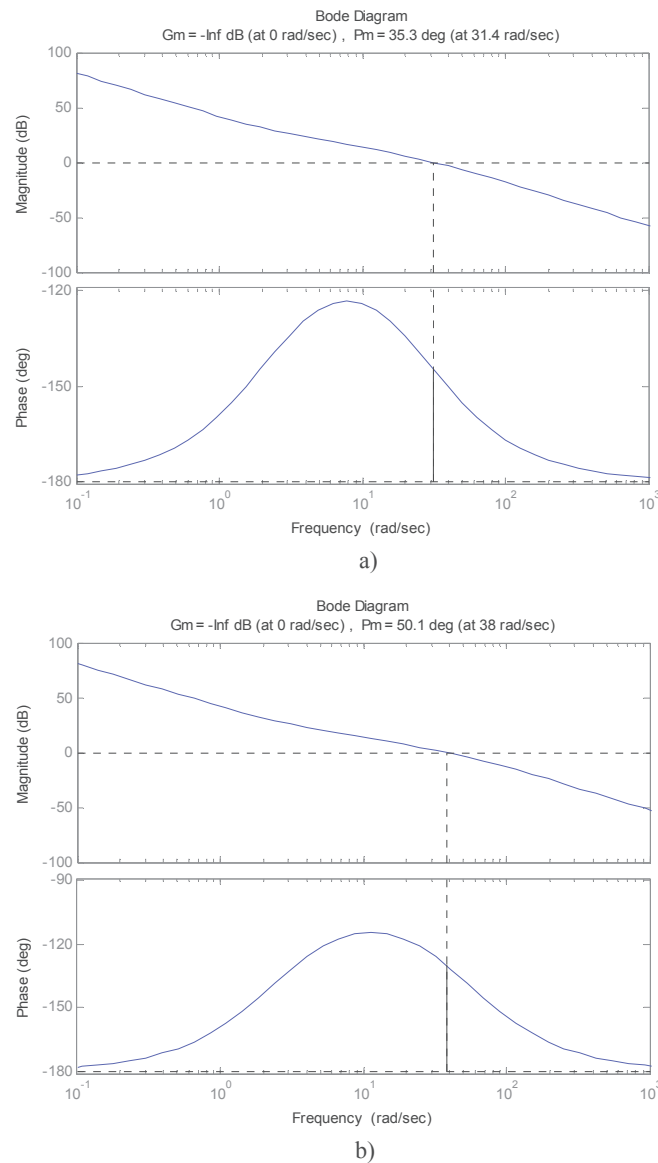 Bode Diagram
Gm = -Inf dB (at 0 rad/sec) , Pm = 35.3 deg (at 31.4 rad/sec)
100
50
0
-50
-100
Magnitude (dB)
-120
-150
-180
Phase (deg)
10^-1 10^0 10^1 10^2 10^3
Frequency (rad/sec)
a)
Bode Diagram
Gm = -Inf dB (at 0 rad/sec) , Pm = 50.1 deg (at 38 rad/sec)
100
50
0
-50
-100
Magnitude (dB)
-90
-120
-150
-180
Phase (deg)
10^-1 10^0 10^1 10^2 10^3
Frequency (rad/sec)
b)